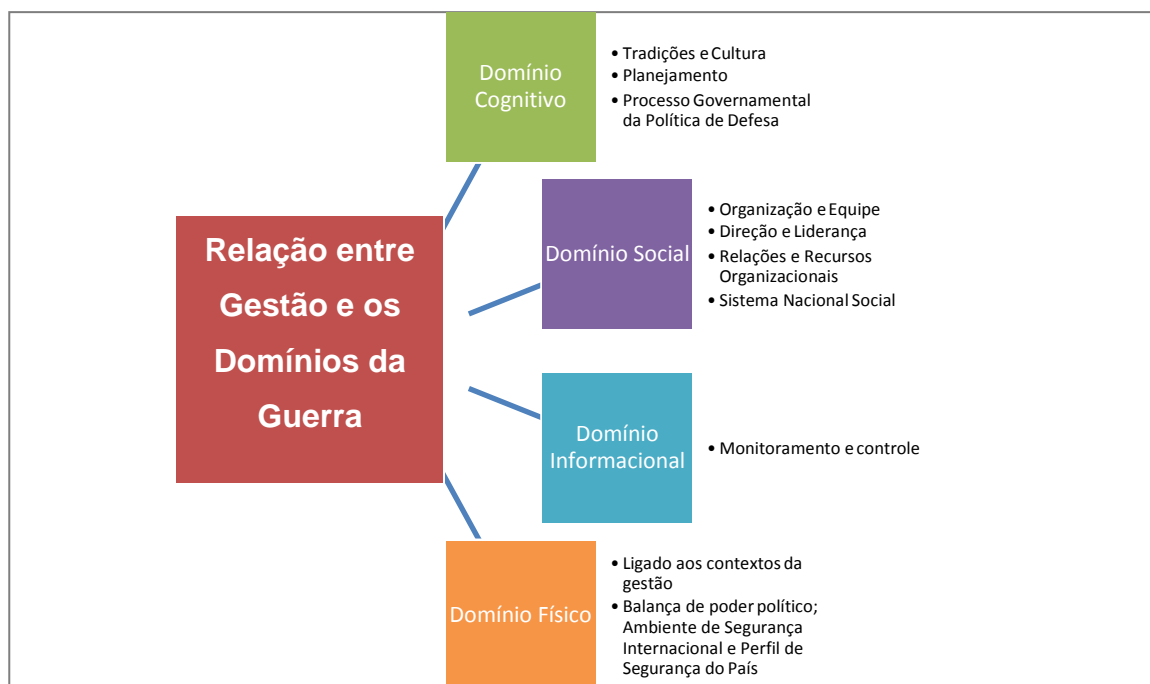 Relação entre
Gestão e os
Domínios da
Guerra
Domínio
Cognitivo
• Tradições e Cultura
• Planejamento
• Processo Governamental
da Política de Defesa
Domínio Social
• Organização e Equipe
• Direção e Liderança
• Relações e Recursos
Organizacionais
• Sistema Nacional Social
Domínio
Informacional
• Monitoramento e controle
Domínio Físico
• Ligado aos contextos da
gestão
• Balança de poder político;
Ambiente de Segurança
Internacional e Perfil de
Segurança do País